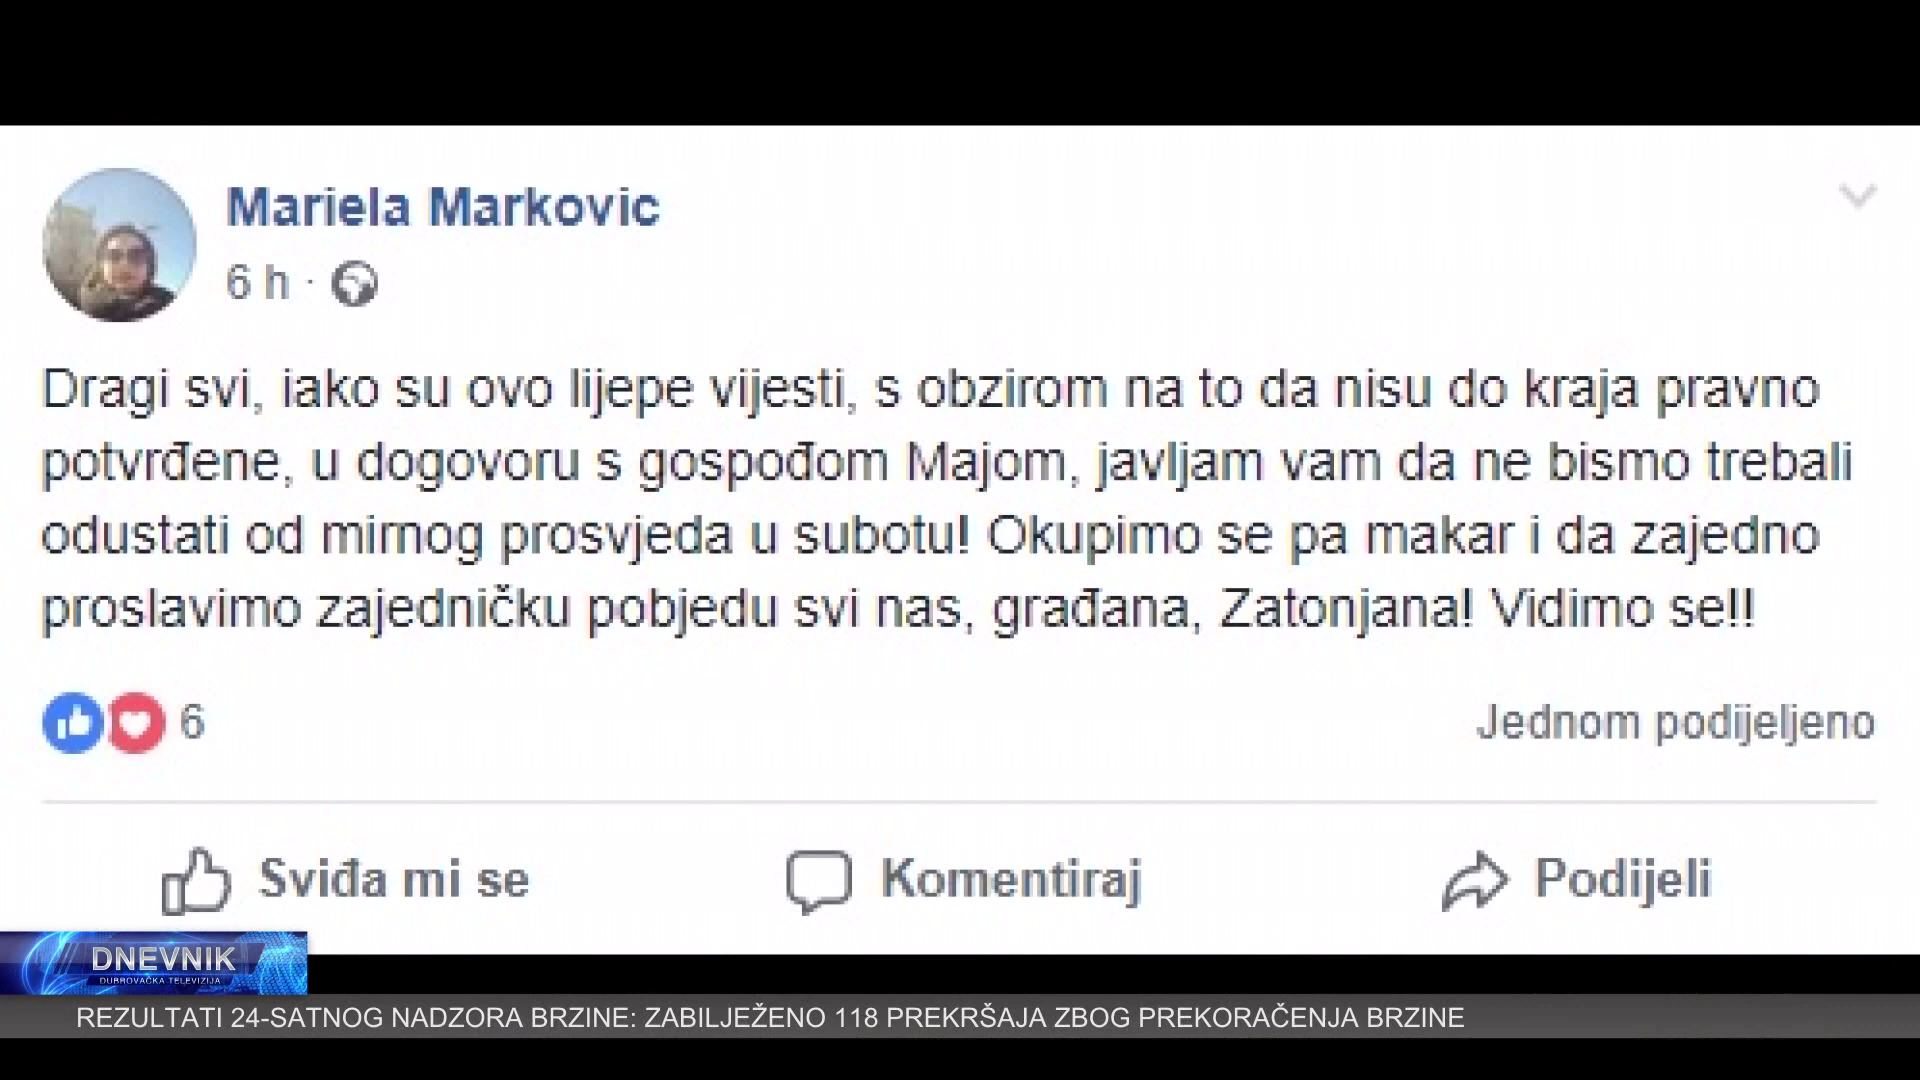 Mariela Markovic
6 h ·
Dragi svi, iako su ovo lijepe vijesti, s obzirom na to da nisu do kraja pravno
potvrđene, u dogovoru s gospođom Majom, javljam vam da ne bismo trebali
odustati od mirnog prosvjeda u subotu! Okupimo se pa makar i da zajedno
proslavimo zajedničku pobjedu svi nas, građana, Zatonjana! Vidimo se!!
6
Jednom podijeljeno
Sviđa mi se
Komentiraj
Podijeli
DNEVNIK
DUBROVAČKA TELEVIZIJA
REZULTATI 24-SATNOG NADZORA BRZINE: ZABILJEŽENO 118 PREKRŠAJA ZBOG PREKORAČENJA BRZINE